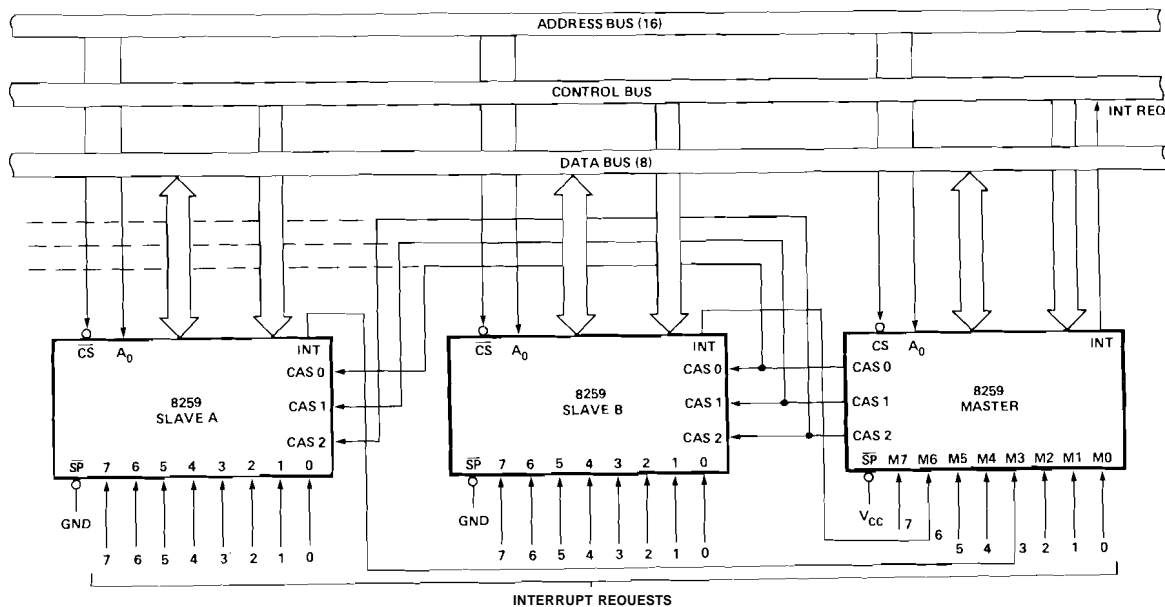 ADDRESS BUS (16)
CONTROL BUS
INT REQ
DATA BUS (8)
CS A0 INT
CAS 0
8259
SLAVE A
CAS 1
CAS 2
SP 7 6 5 4 3 2 1 0
GND
7 6 5 4 3 2 1 0
CS A0 INT
CAS 0
8259
SLAVE B
CAS 1
CAS 2
SP 7 6 5 4 3 2 1 0
GND
7 6 5 4 3 2 1 0
CS A0 INT
CAS 0
8259
MASTER
CAS 1
CAS 2
SP M7 M6 M5 M4 M3 M2 M1 M0
VCC
7 6 5 4 3 2 1 0
INTERRUPT REQUESTS